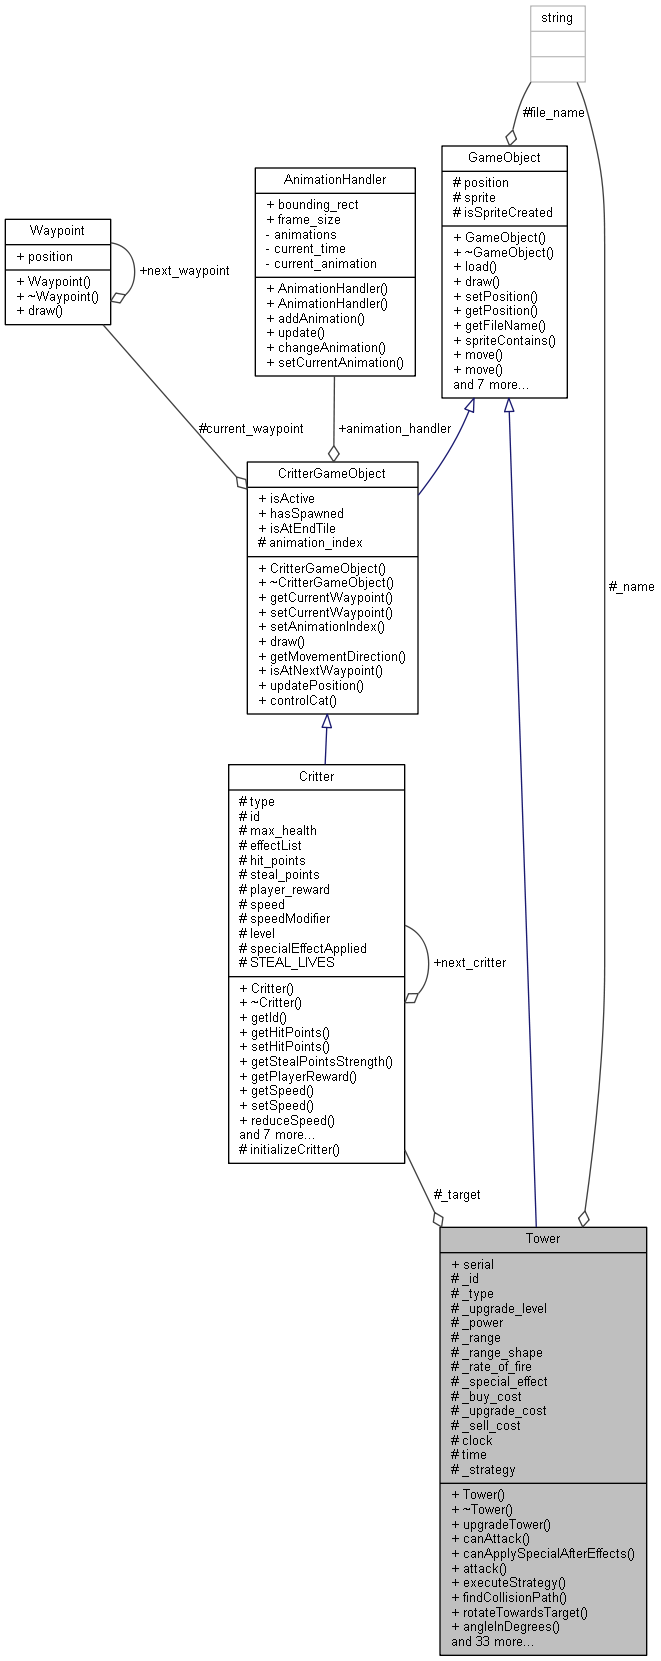 string
#file_name
GameObject
# position
# sprite
# isSpriteCreated
+ GameObject()
+ ~GameObject()
+ load()
+ draw()
+ setPosition()
+ getPosition()
+ getFileName()
+ spriteContains()
+ move()
+ move()
and 7 more...
AnimationHandler
+ bounding_rect
+ frame_size
- animations
- current_time
- current_animation
+ AnimationHandler()
+ AnimationHandler()
+ addAnimation()
+ update()
+ changeAnimation()
+ setCurrentAnimation()
Waypoint
+ position
+ Waypoint()
+ ~Waypoint()
+ draw()
+next_waypoint
#current_waypoint
+animation_handler
CritterGameObject
+ isActive
+ hasSpawned
+ isAtEndTile
# animation_index
+ CritterGameObject()
+ ~CritterGameObject()
+ getCurrentWaypoint()
+ setCurrentWaypoint()
+ setAnimationIndex()
+ draw()
+ getMovementDirection()
+ isAtNextWaypoint()
+ updatePosition()
+ controlCat()
#_name
Critter
# type
# id
# max_health
# effectList
# hit_points
# steal_points
# player_reward
# speed
# speedModifier
# level
# specialEffectApplied
# STEAL_LIVES
+ Critter()
+ ~Critter()
+ getId()
+ getHitPoints()
+ setHitPoints()
+ getStealPointsStrength()
+ getPlayerReward()
+ getSpeed()
+ setSpeed()
+ reduceSpeed()
and 7 more...
# initializeCritter()
+next_critter
#_target
Tower
+ serial
# _id
# _type
# _upgrade_level
# _power
# _range
# _range_shape
# _rate_of_fire
# _special_effect
# _buy_cost
# _upgrade_cost
# _sell_cost
# clock
# time
# _strategy
+ Tower()
+ ~Tower()
+ upgradeTower()
+ canAttack()
+ canApplySpecialAfterEffects()
+ attack()
+ executeStrategy()
+ findCollisionPath()
+ rotateTowardsTarget()
+ angleInDegrees()
and 33 more...